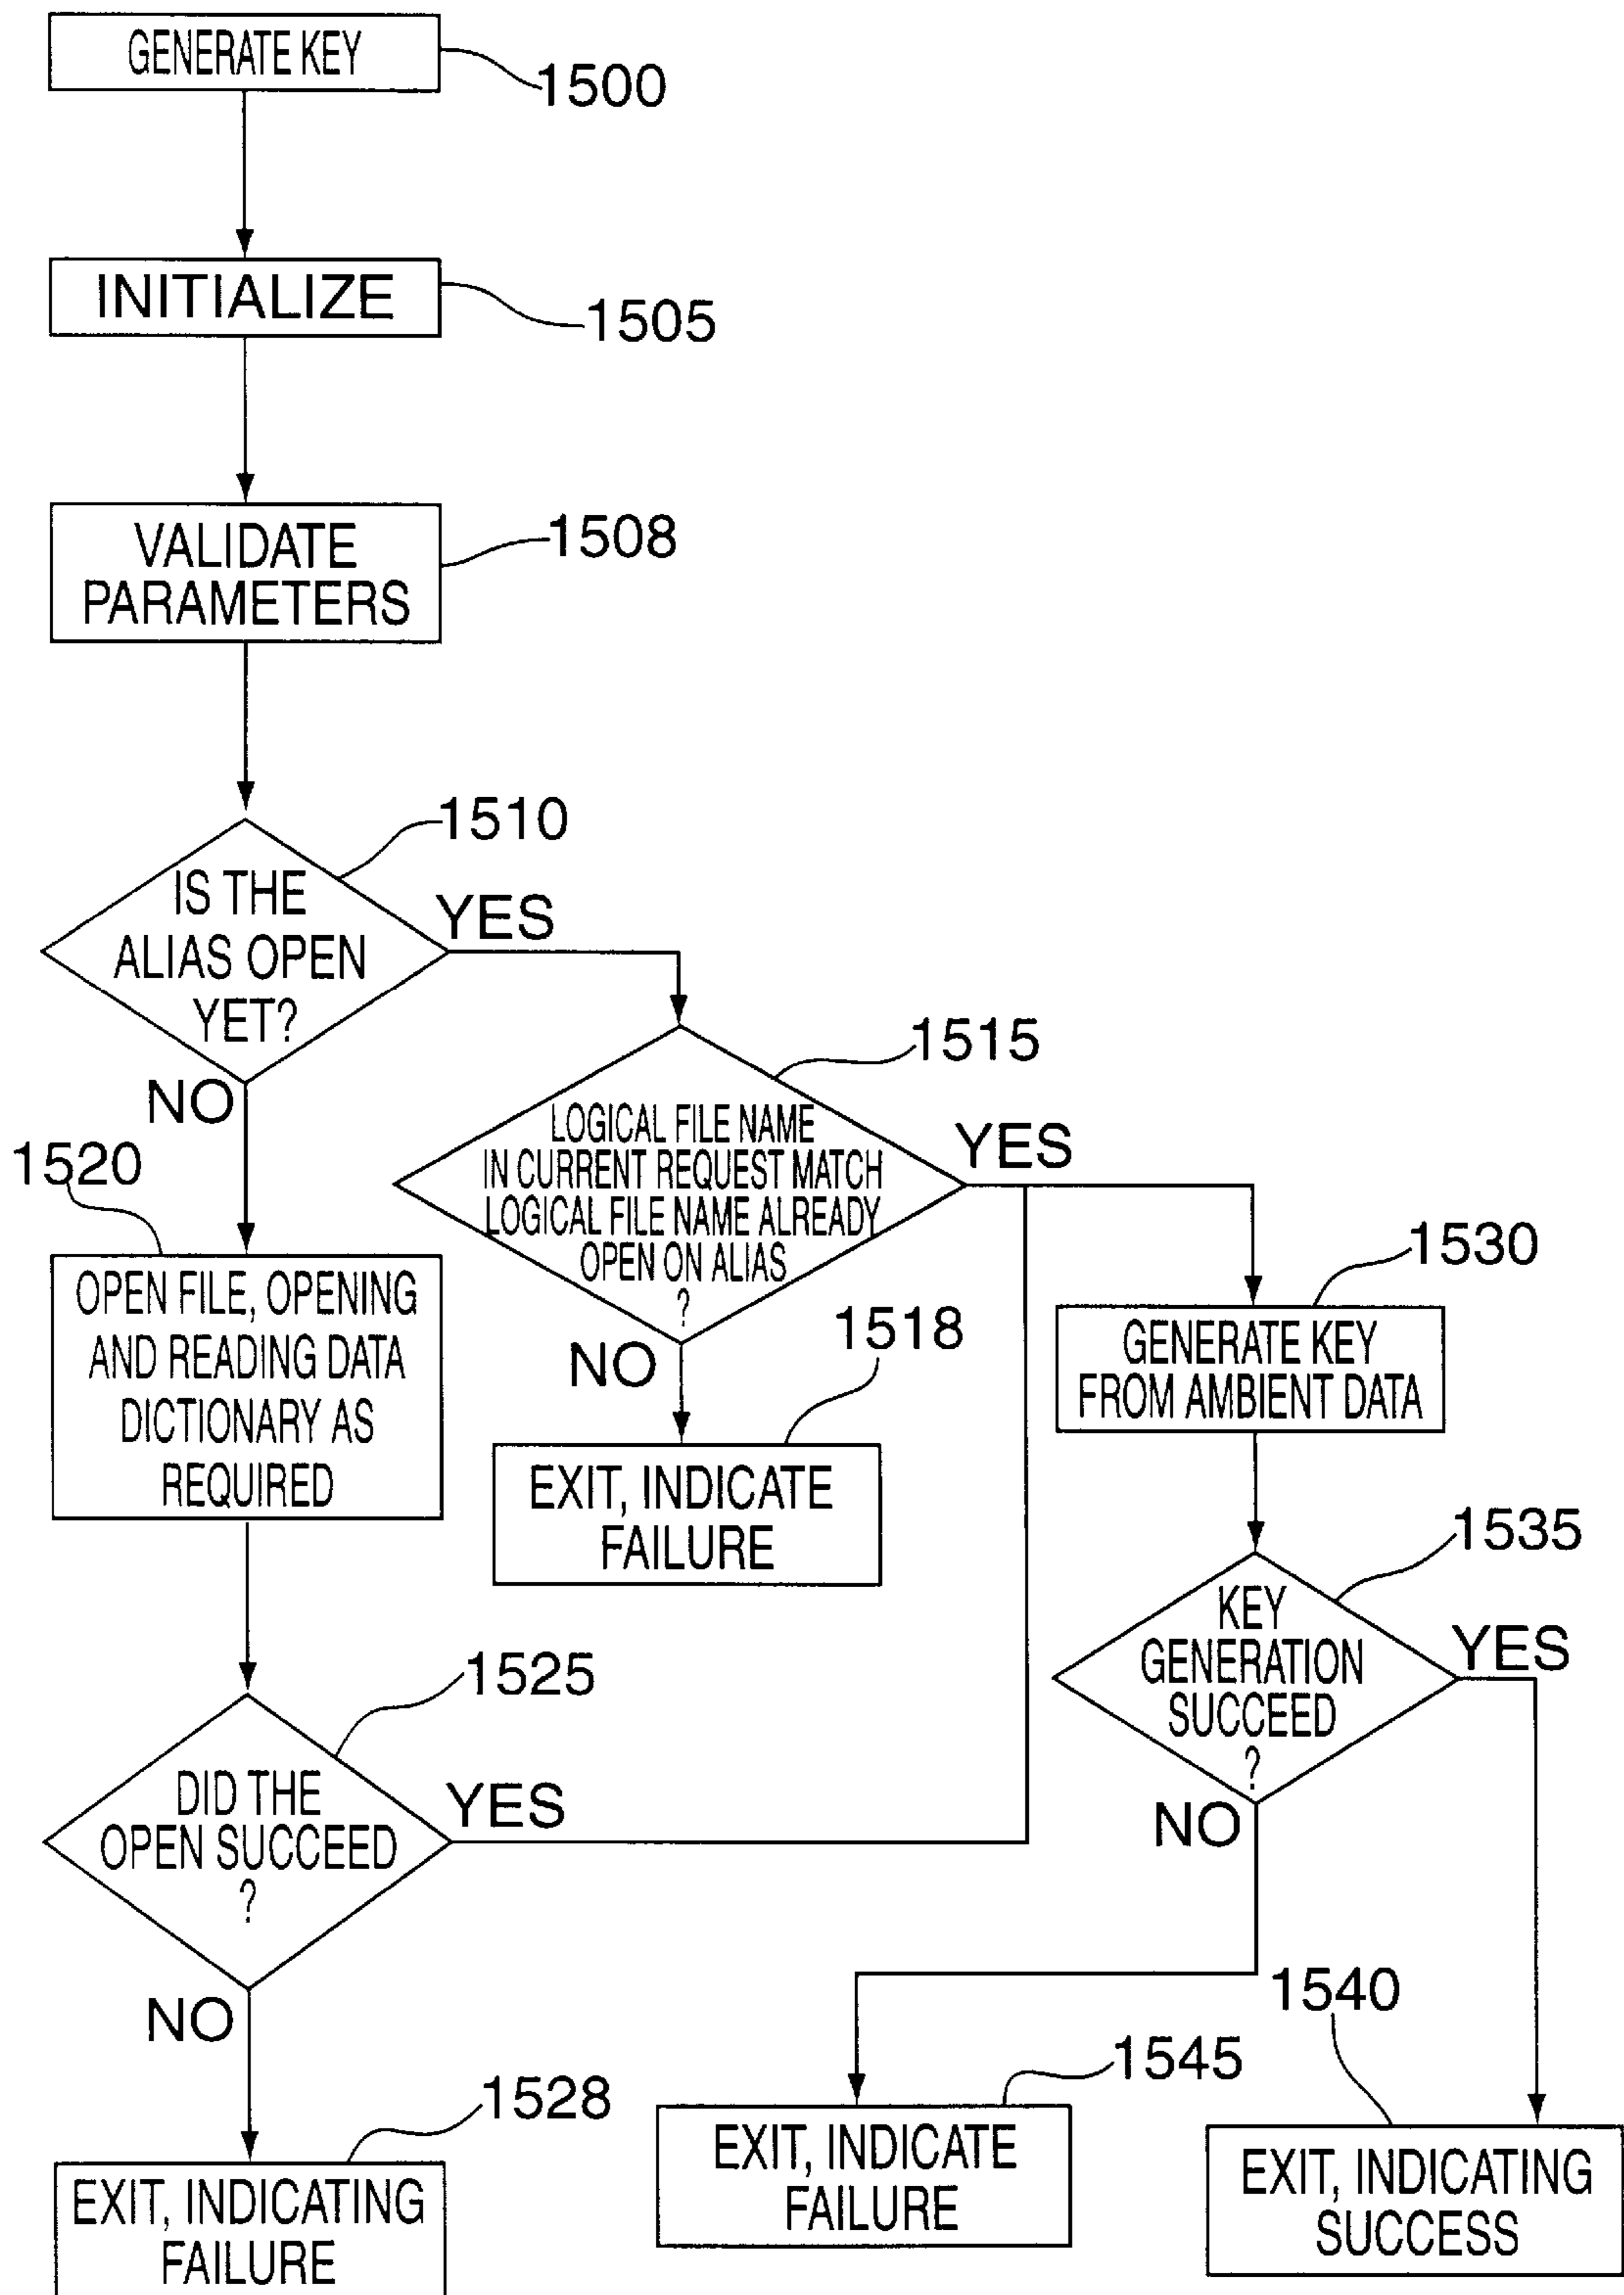 GENERATE KEY
1500
INITIALIZE
1505
VALIDATE
PARAMETERS
1508
1510
IS THE
ALIAS OPEN
YET?
YES
NO
1515
LOGICAL FILE NAME
IN CURRENT REQUEST MATCH
LOGICAL FILE NAME ALREADY
OPEN ON ALIAS
?
YES
NO
1520
OPEN FILE, OPENING
AND READING DATA
DICTIONARY AS
REQUIRED
1518
EXIT, INDICATE
FAILURE
1530
GENERATE KEY
FROM AMBIENT DATA
1535
KEY
GENERATION
SUCCEED
?
YES
NO
1525
DID THE
OPEN SUCCEED
?
YES
NO
1528
EXIT, INDICATING
FAILURE
1545
EXIT, INDICATE
FAILURE
1540
EXIT, INDICATING
SUCCESS